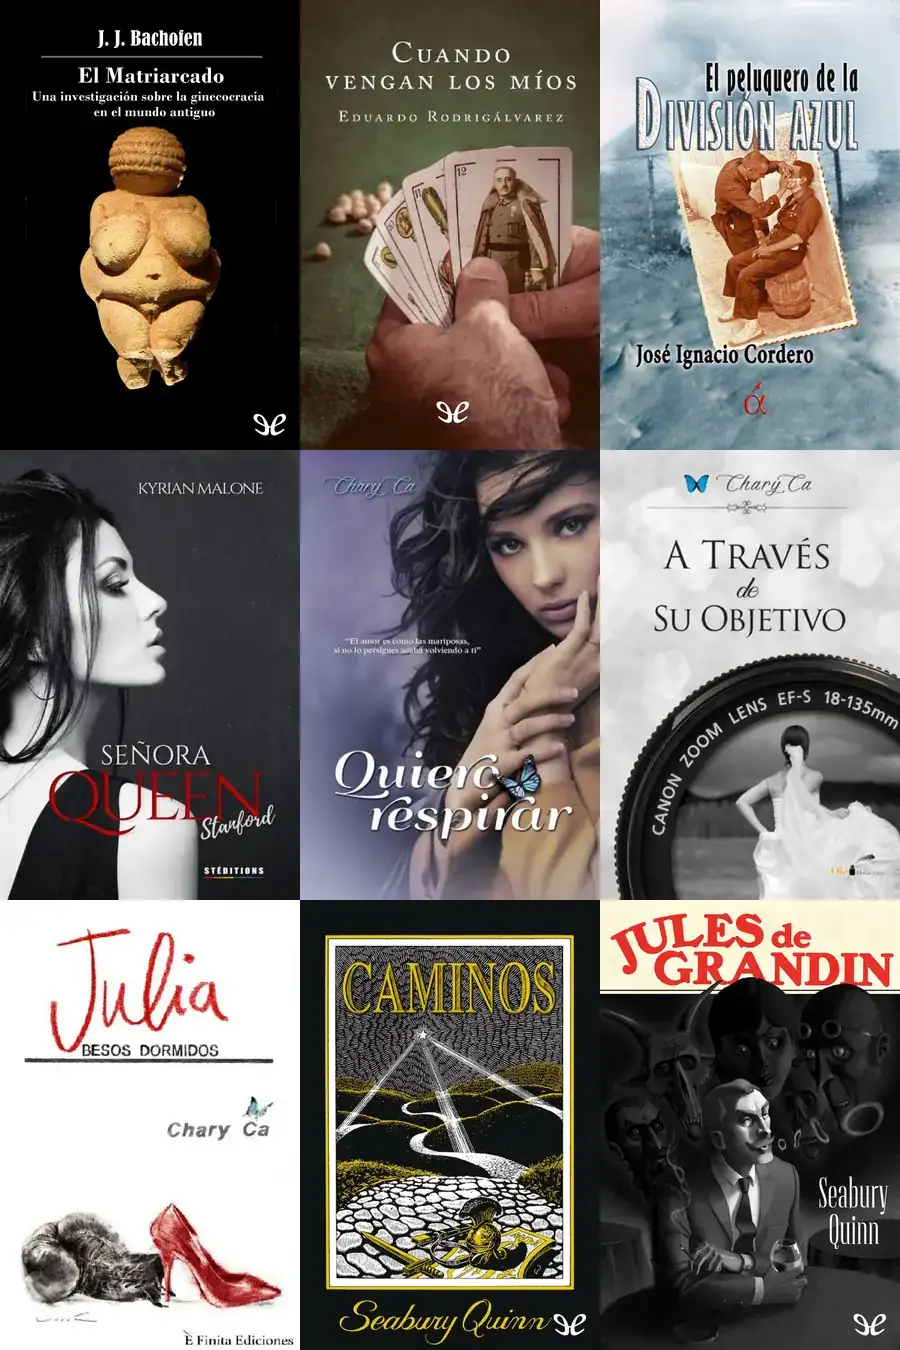 J. J. Bachofen
El Matriarcado
Una investigación sobre la ginecocracia
en el mundo antiguo
CUANDO
VENGAN LOS MÍOS
EDUARDO RODRIGÁLVAREZ
12
11
El peluquero de la
DIVISIÓN AZUL
José Ignacio Cordero
á
KYRIAN MALONE
SEÑORA
QUEEN
Stanford
STÉDITIONS
Chary Ca
"El amor es como las mariposas,
si no lo persigues acaba volviendo a ti"
Quiero
respirar
Chary Ca
A TRAVÉS
de
SU OBJETIVO
CANON ZOOM LENS EF-S 18-135mm
Julia
BESOS DORMIDOS
Chary Ca
È Finita Ediciones
CAMINOS
Seabury Quinn
JULES de
GRANDIN
Seabury
Quinn